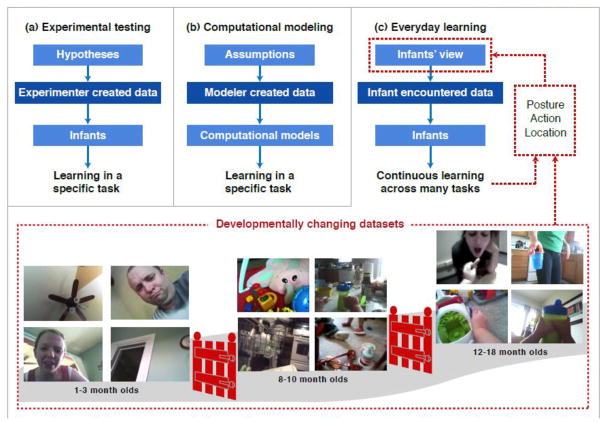 (a) Experimental testing
Hypotheses
Experimenter created data
Infants
Learning in a
specific task
(b) Computational modeling
Assumptions
Modeler created data
Computational models
Learning in a
specific task
(c) Everyday learning
Infants' view
Infant encountered data
Infants
Continuous learning
across many tasks
Posture
Action
Location
Developmentally changing datasets
1-3 month olds
8-10 month olds
12-18 month olds